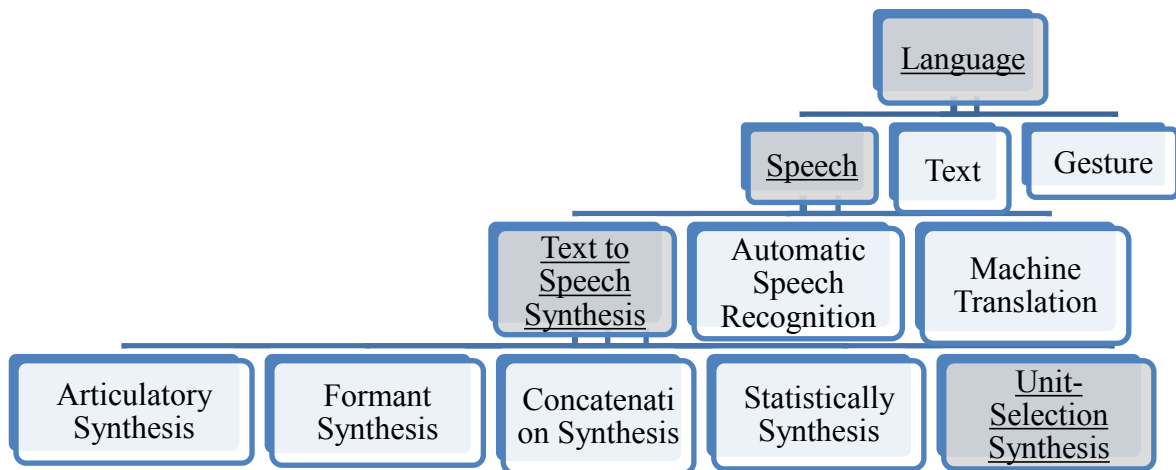 Language
Speech
Text
Gesture
Text to
Speech
Synthesis
Automatic
Speech
Recognition
Machine
Translation
Articulatory
Synthesis
Formant
Synthesis
Concatenati
on Synthesis
Statistically
Synthesis
Unit-
Selection
Synthesis